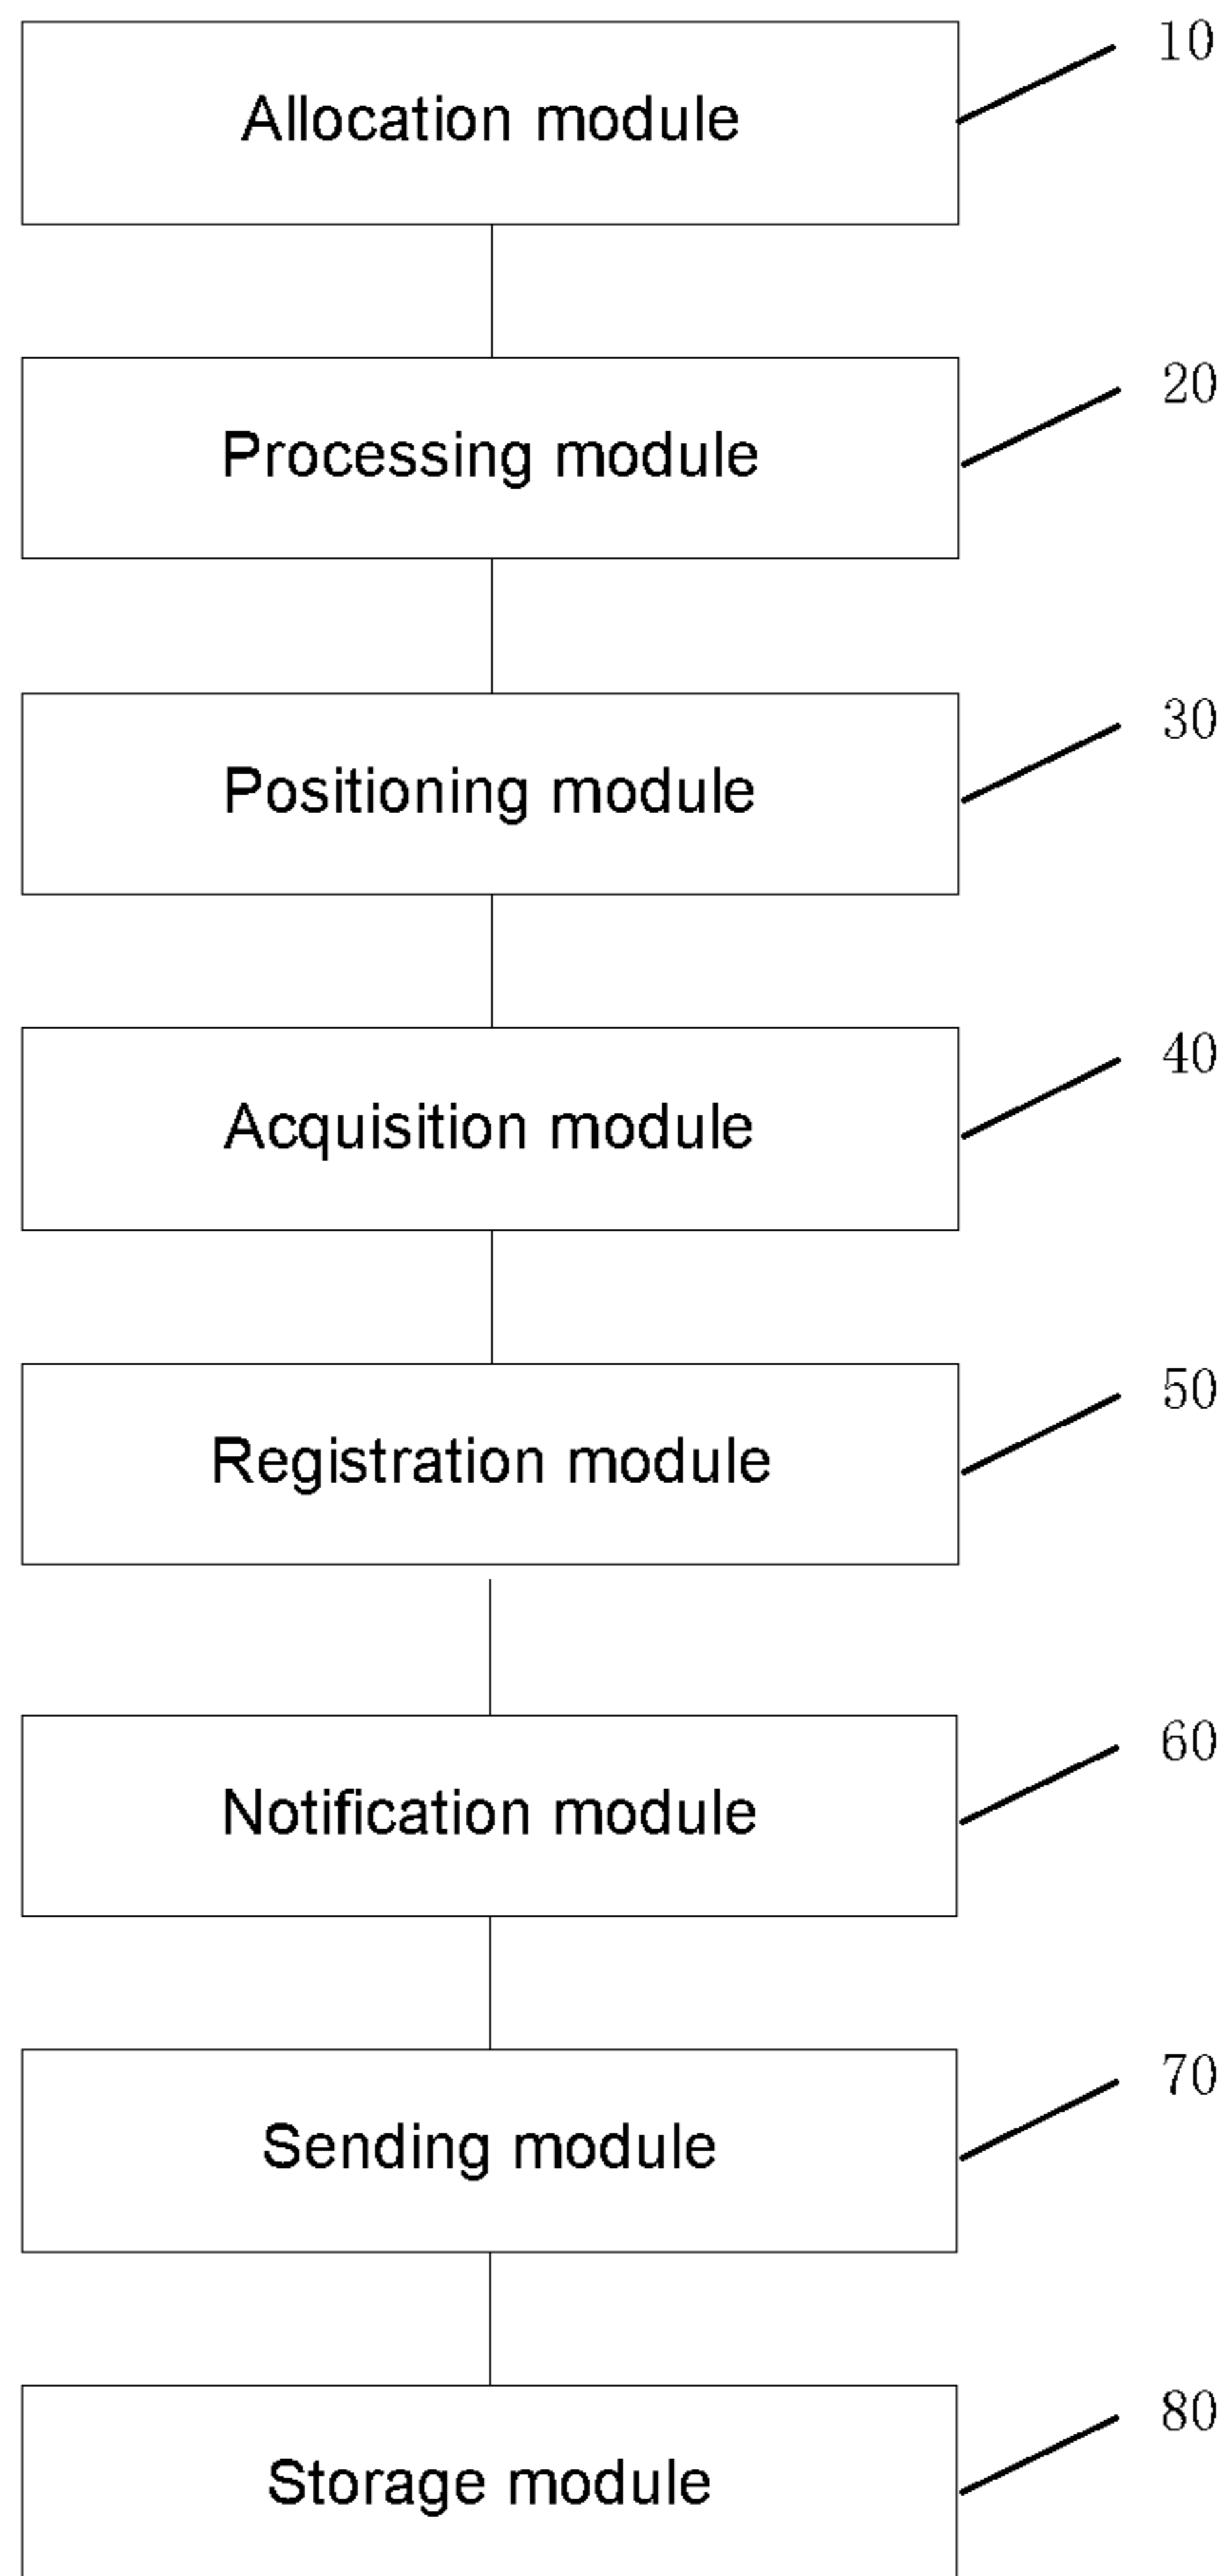 Allocation module
10
Processing module
20
Positioning module
30
Acquisition module
40
Registration module
50
Notification module
60
Sending module
70
Storage module
80